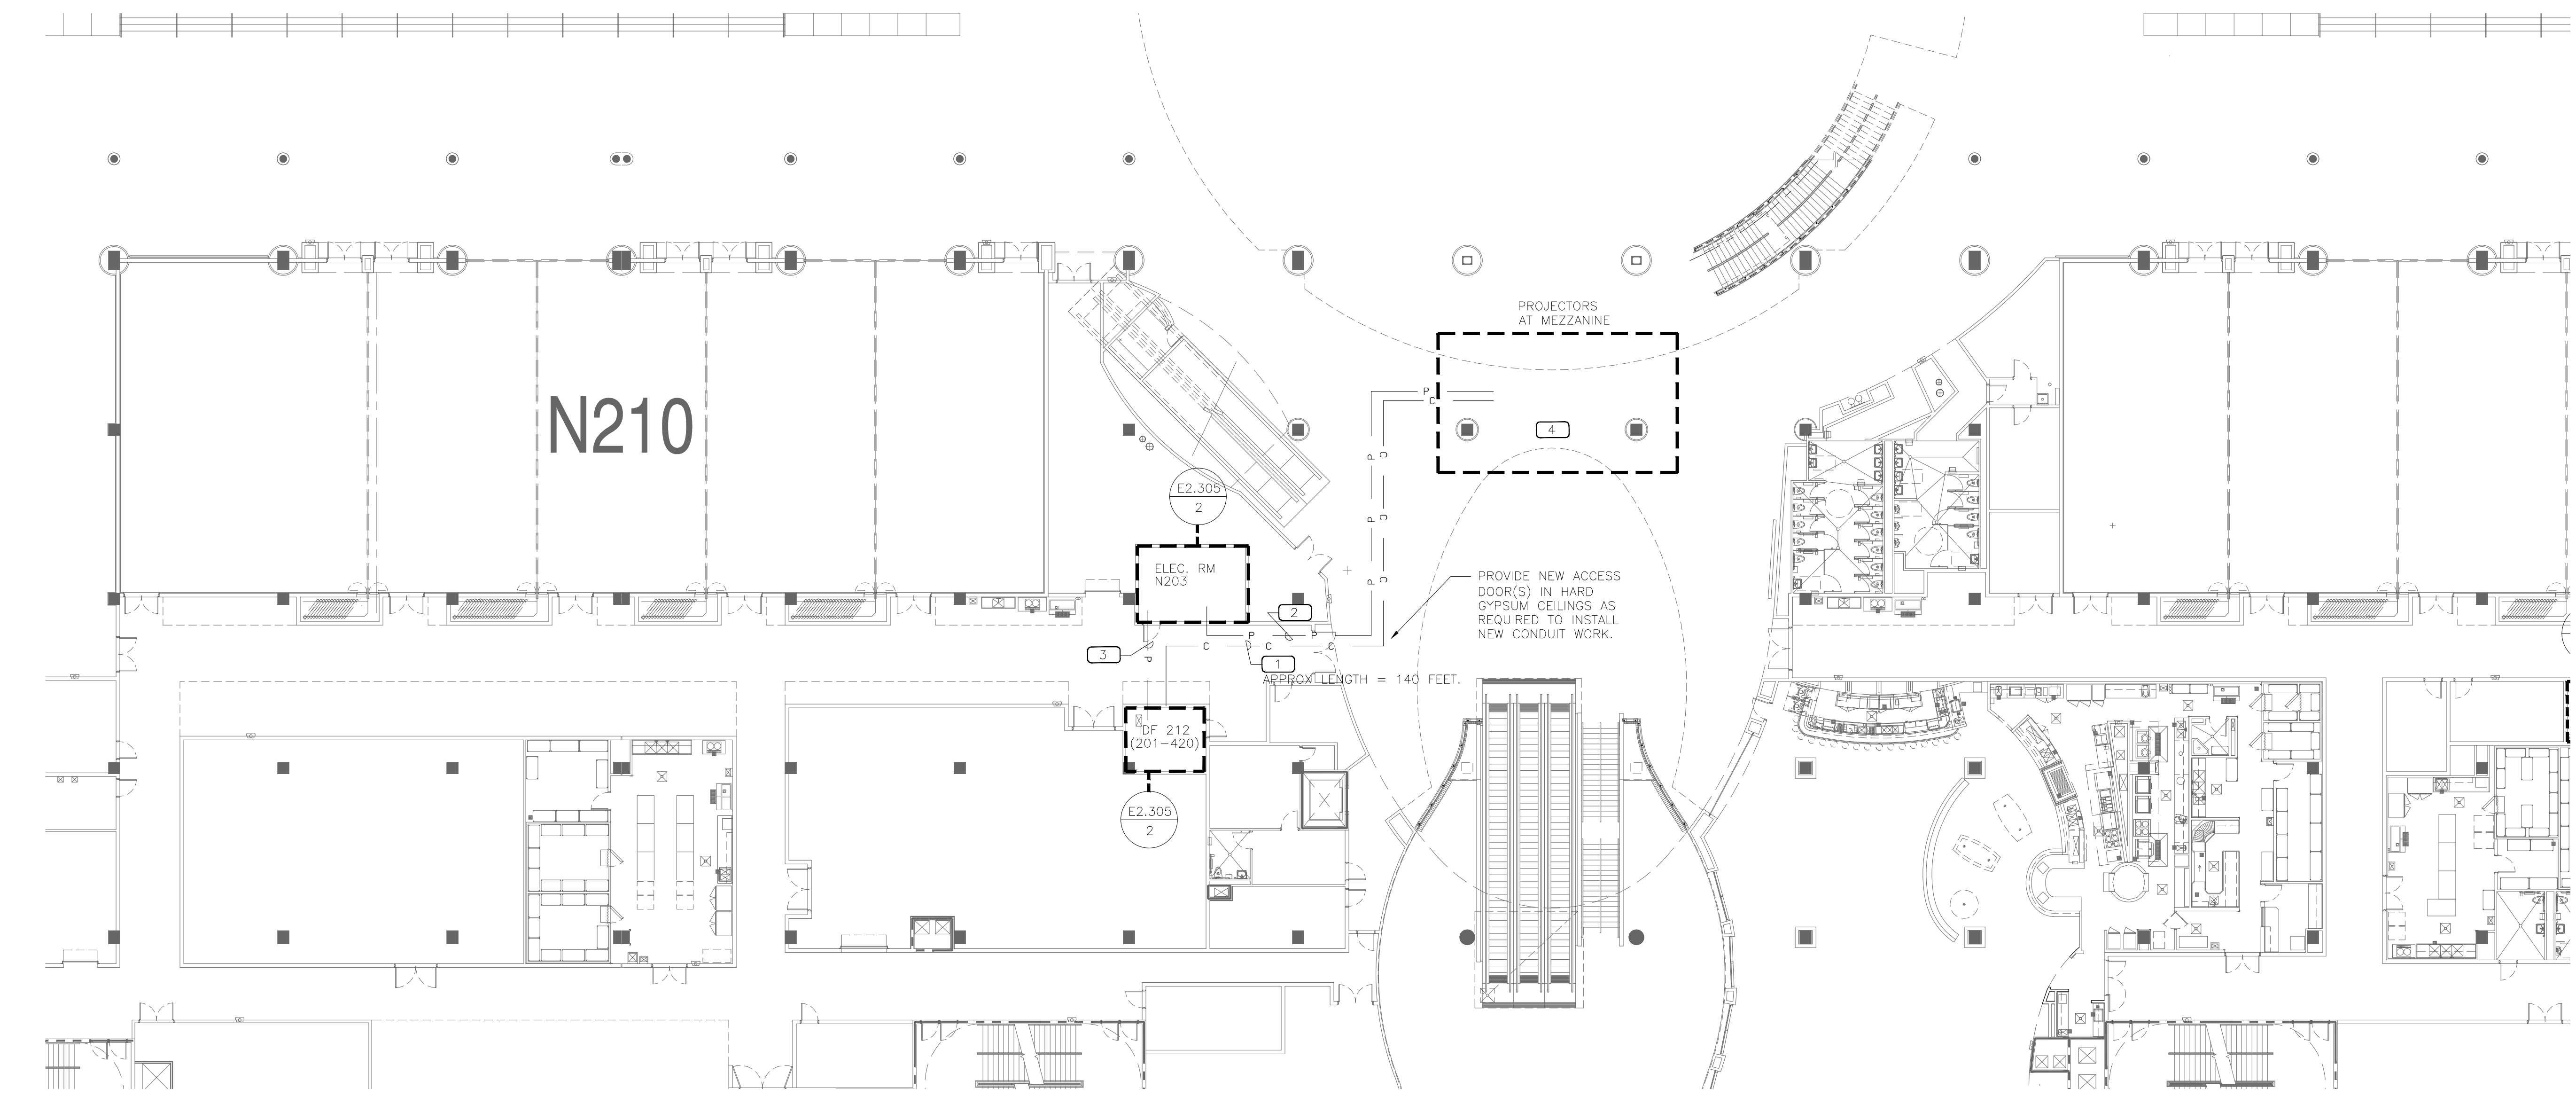 PROJECTORS
AT MEZZANINE
P
C
N210
4
P
C
E2.305
2
P
C
ELEC. RM
N203
P
C
PROVIDE NEW ACCESS
DOOR(S) IN HARD
GYPSUM CEILINGS AS
REQUIRED TO INSTALL
NEW CONDUIT WORK.
2
P
P
C
C
C
3
P
1
APPROX LENGTH = 140 FEET.
IDF 212
(201-420)
E2.305
2